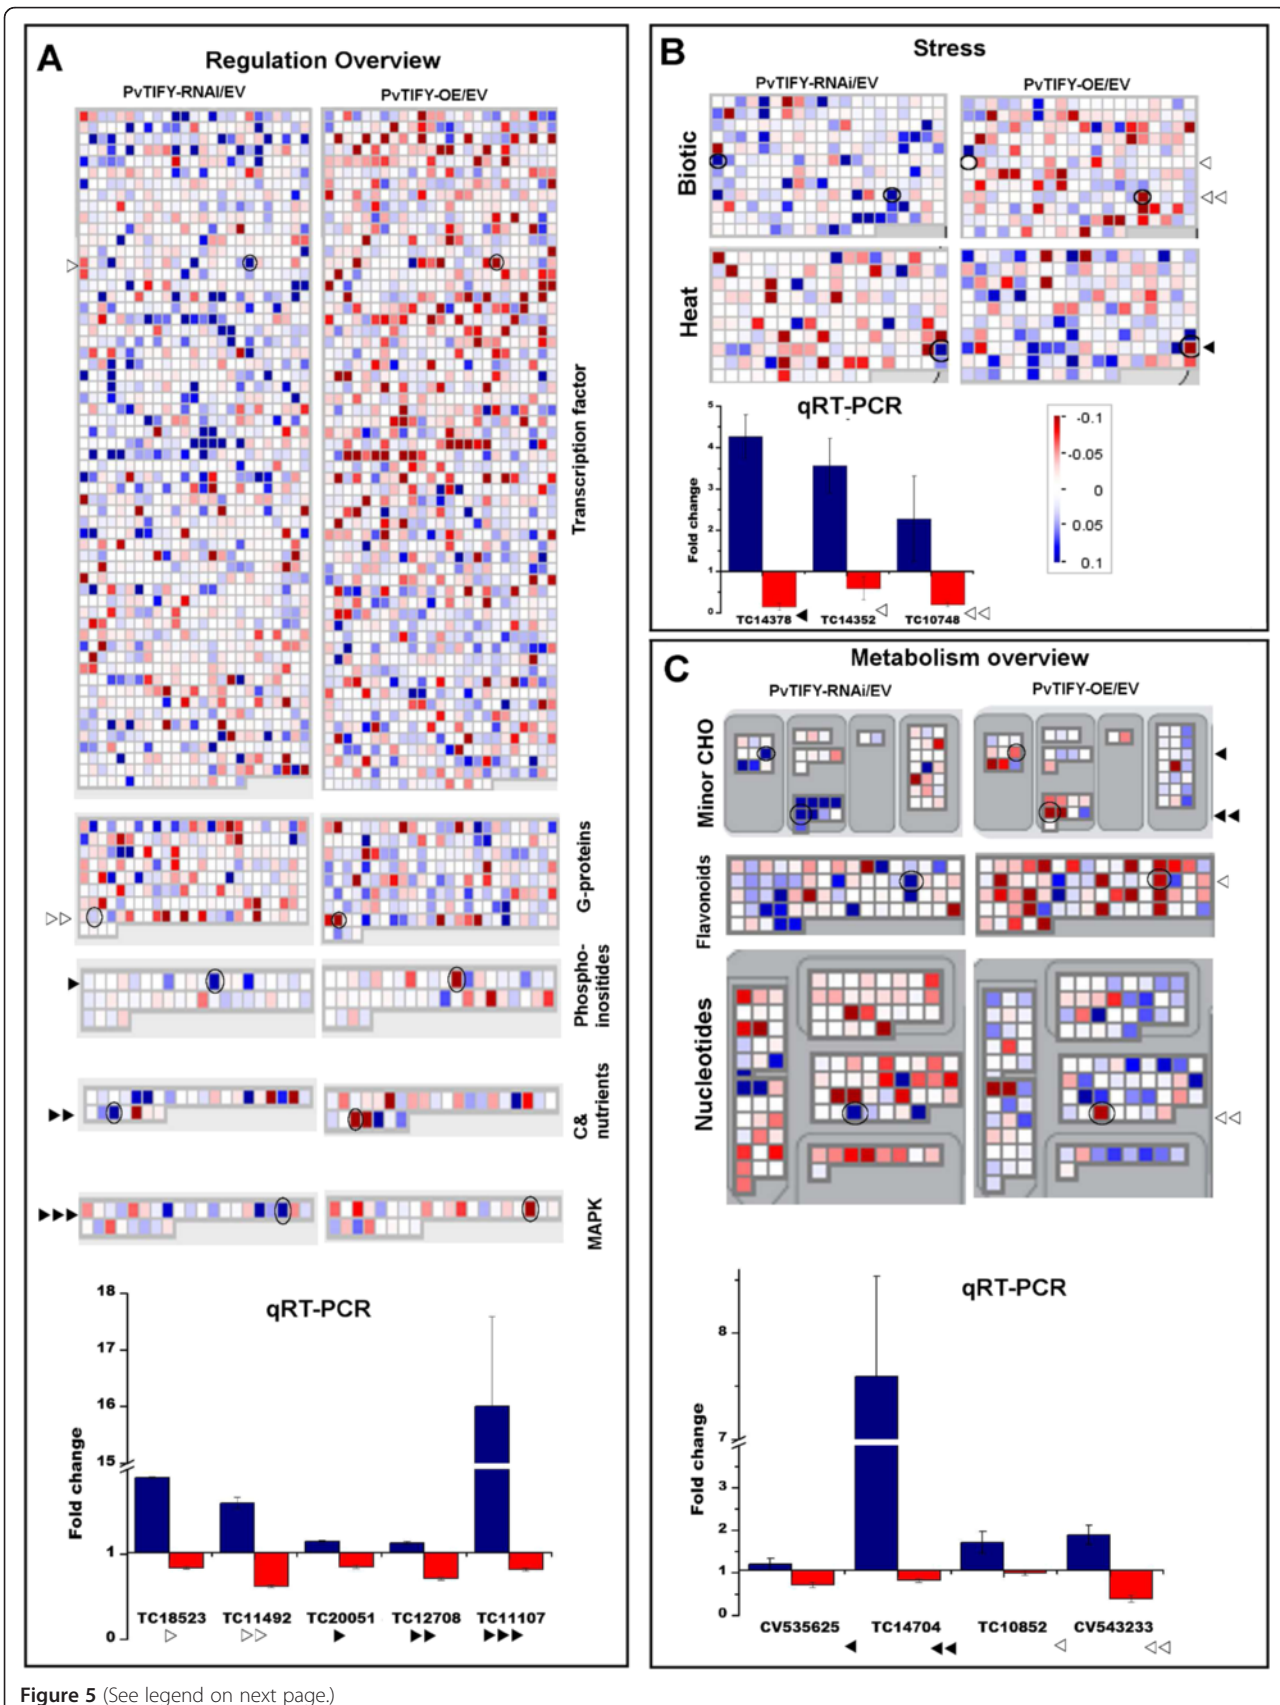 A
Regulation Overview
PvTIFY-RNAI/EV
PvTIFY-OE/EV
Transcription factor
G-proteins
Phospho-
inositides
C&
nutrients
MAPK
qRT-PCR
Fold change
18
17
16
15
1
0
TC18523
TC11492
TC20051
TC12708
TC11107
B
Stress
PvTIFY-RNAi/EV
PvTIFY-OE/EV
Biotic
Heat
qRT-PCR
Fold change
5
4
3
2
1
0
TC14378
TC14352
TC10748
-0.1
-0.05
0
0.05
0.1
C
Metabolism overview
PvTIFY-RNAi/EV
PvTIFY-OE/EV
Minor CHO
Flavonoids
Nucleotides
qRT-PCR
Fold change
8
7
3
2
1
0
CV535625
TC14704
TC10852
CV543233
Figure 5 (See legend on next page.)